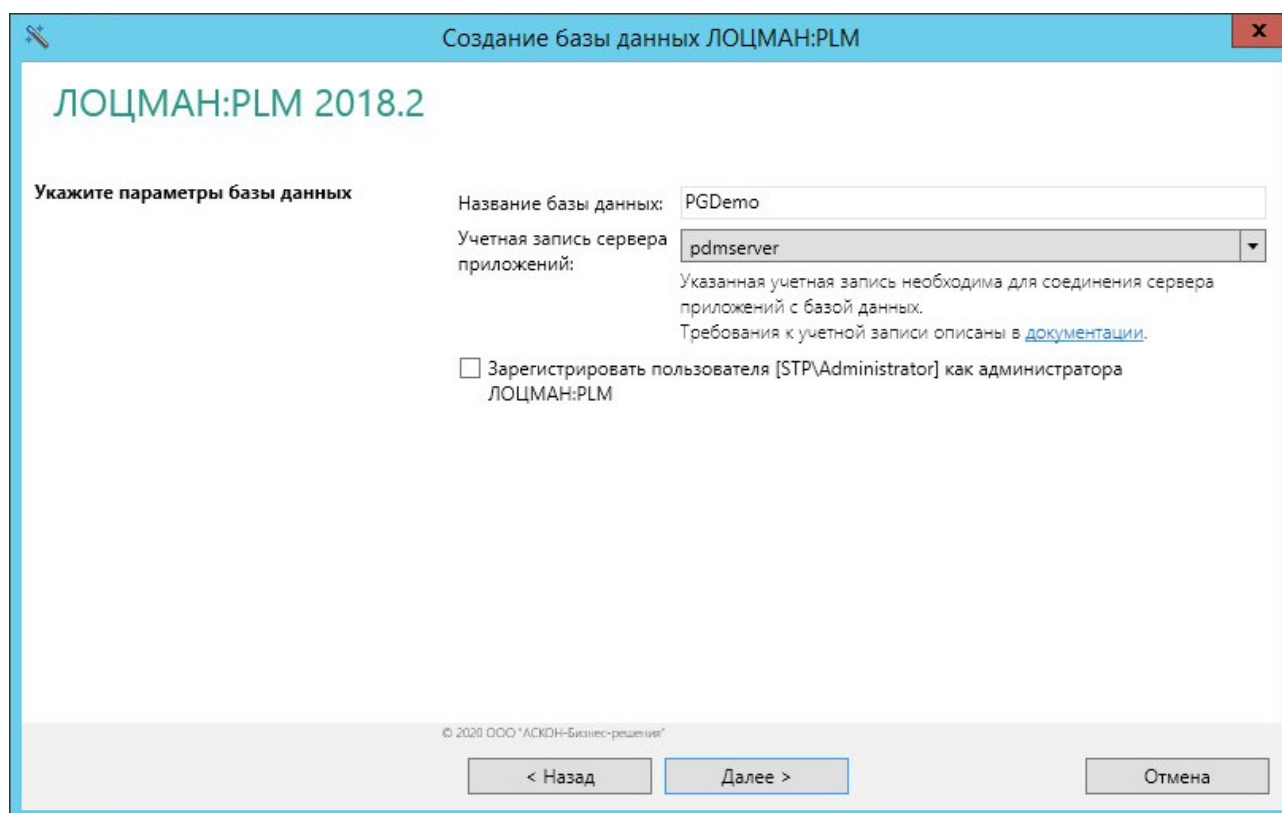 Создание базы данных ЛОЦМАН:PLM
x
ЛОЦМАН:PLM 2018.2
Укажите параметры базы данных
Название базы данных: PGDemo
Учетная запись сервера
приложений:
pdmserver
Указанная учетная запись необходима для соединения сервера
приложений с базой данных.
Требования к учетной записи описаны в документации.
Зарегистрировать пользователя [STP\Administrator] как администратора
ЛОЦМАН:PLM
© 2020 ООО "АСКОН-Бизнес-решения"
< Назад
Далее >
Отмена